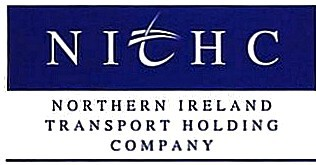 NITHC
NORTHERN IRELAND
TRANSPORT HOLDING
COMPANY